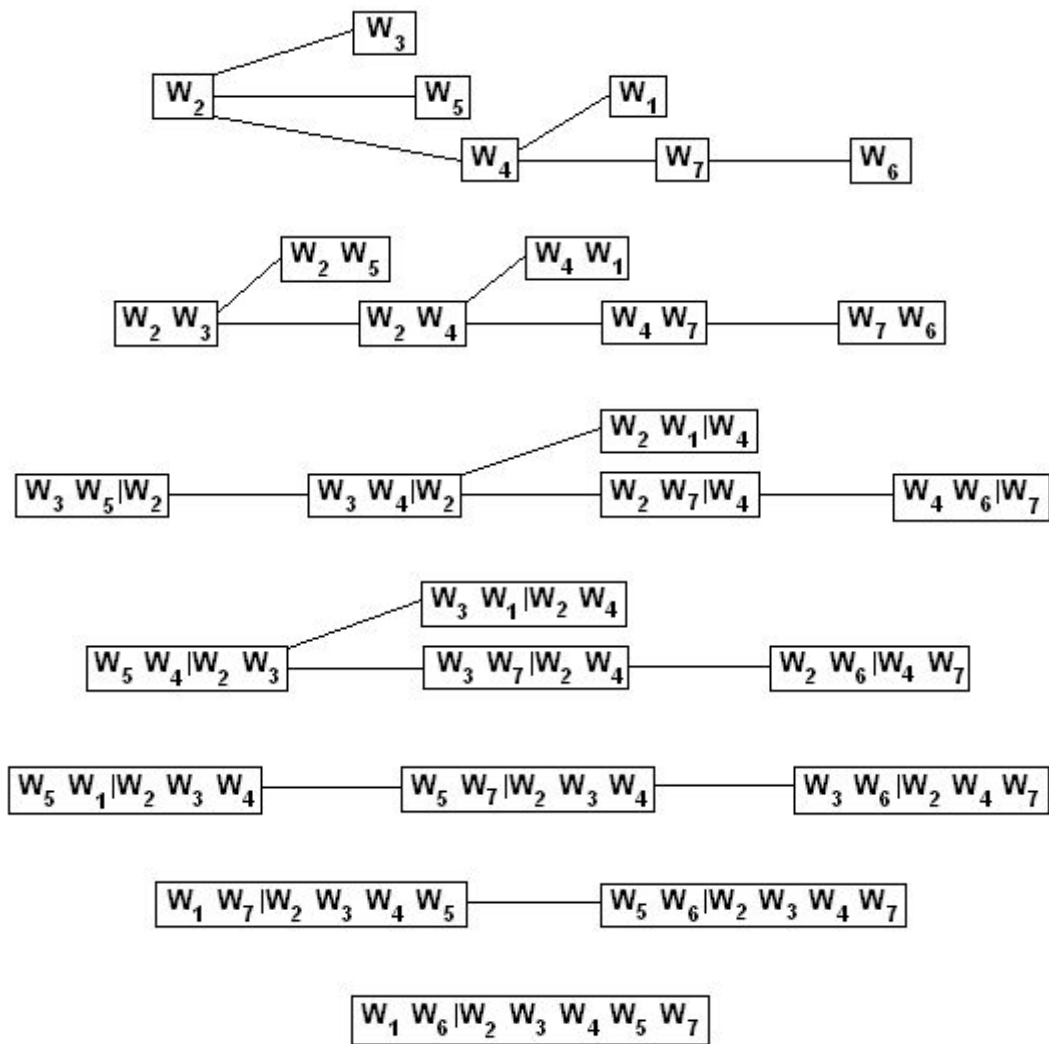 W₃
W₂ W₅ W₁
W₄ W₇ W₆
W₂ W₅ W₄ W₁
W₂ W₃ W₂ W₄ W₄ W₇ W₇ W₆
W₂ W₁|W₄
W₃ W₅|W₂ W₃ W₄|W₂ W₂ W₇|W₄ W₄ W₆|W₇
W₃ W₁|W₂ W₄
W₅ W₄|W₂ W₃ W₃ W₇|W₂ W₄ W₂ W₆|W₄ W₇
W₅ W₁|W₂ W₃ W₄ W₅ W₇|W₂ W₃ W₄ W₃ W₆|W₂ W₄ W₇
W₁ W₇|W₂ W₃ W₄ W₅ W₅ W₆|W₂ W₃ W₄ W₇
W₁ W₆|W₂ W₃ W₄ W₅ W₇